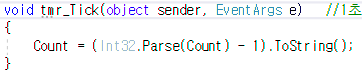 void tmr_Tick(object sender, EventArgs e)   //1초
{
    Count = (Int32.Parse(Count) - 1).ToString();
}